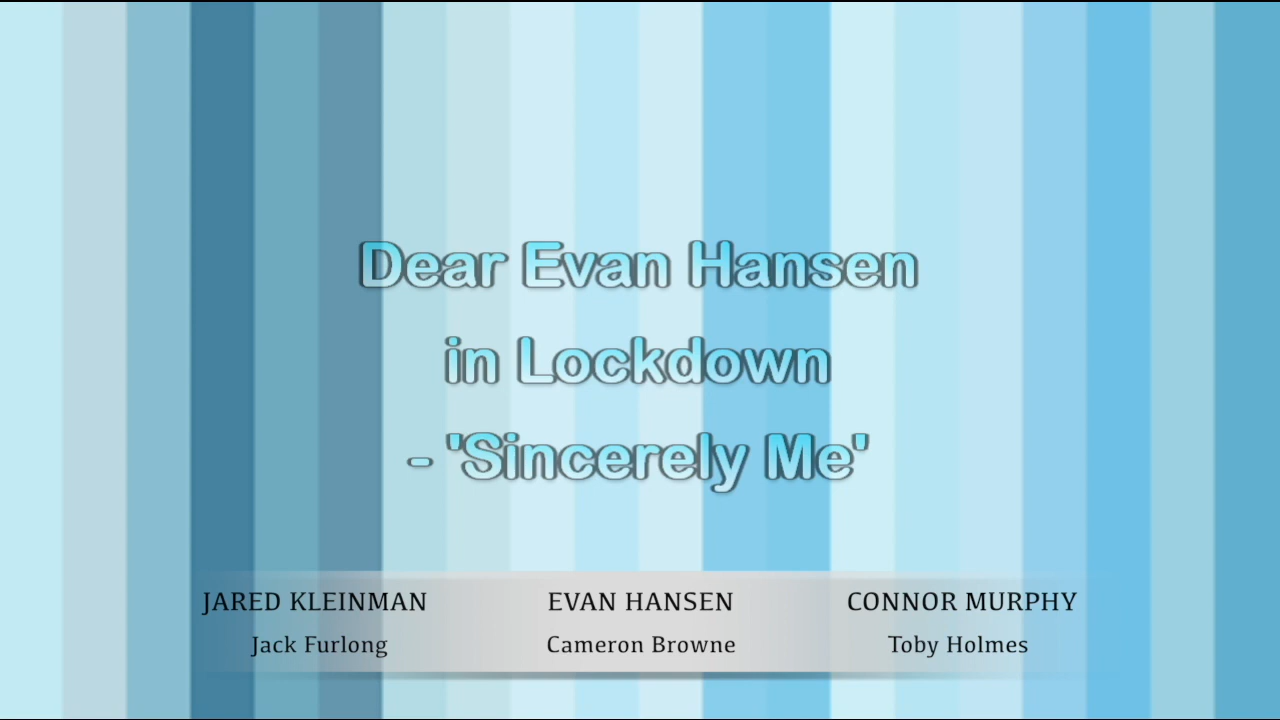 Dear Evan Hansen
in Lockdown
- 'Sincerely Me'
JARED KLEINMAN EVAN HANSEN CONNOR MURPHY
Jack Furlong Cameron Browne Toby Holmes